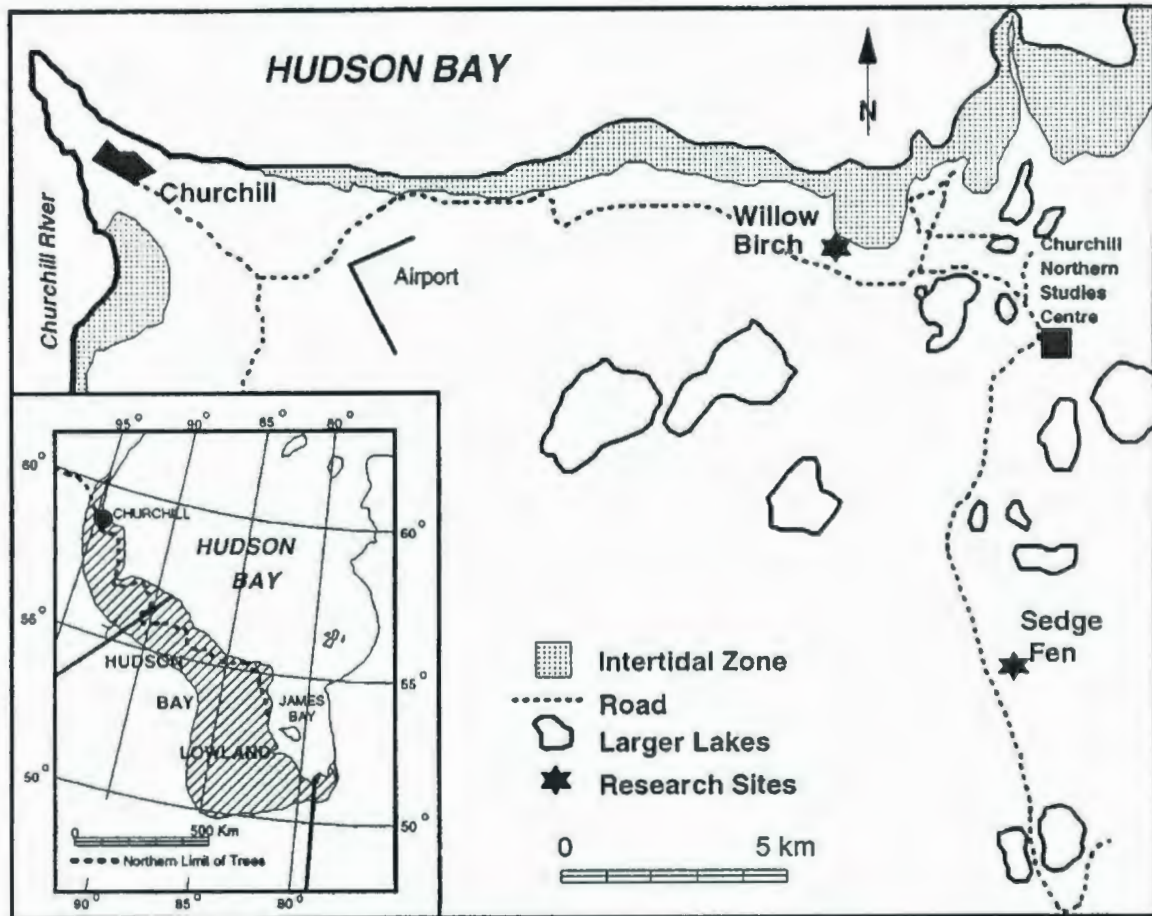 HUDSON BAY
N
Churchill
Churchill River
Airport
Willow
Birch
Churchill
Northern
Studies
Centre
Sedge
Fen
Intertidal Zone
Road
Larger Lakes
Research Sites
0 5 km
95° 90° 85° 80°
60°
CHURCHILL
HUDSON
BAY
60°
55°
HUDSON
BAY
LOWLAND
JAMES
BAY
55°
50°
50°
0 500 Km
Northern Limit of Trees
90° 85° 80°